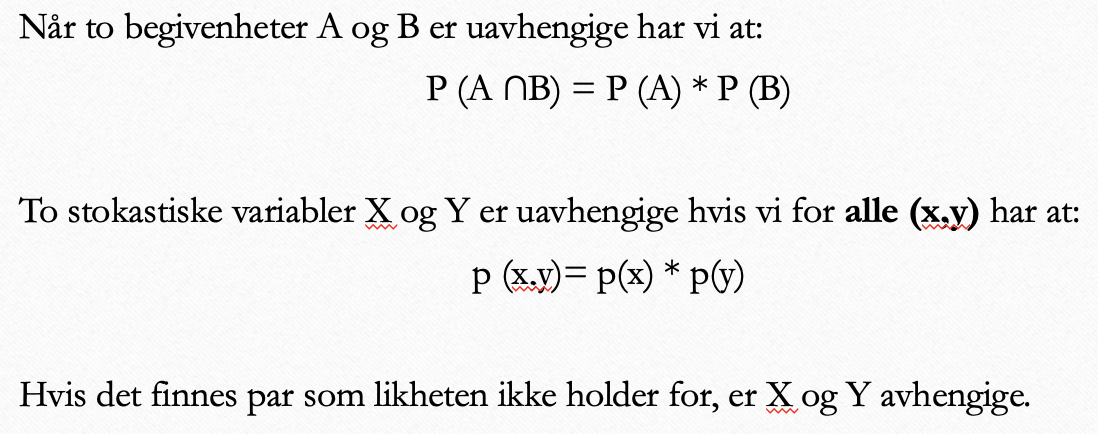 Når to begivenheter A og B er uavhengige har vi at:
P (A ∩B) = P (A) * P (B)
To stokastiske variabler X og Y er uavhengige hvis vi for alle (x,y) har at:
p (x,y)= p(x) * p(y)
Hvis det finnes par som likheten ikke holder for, er X og Y avhengige.